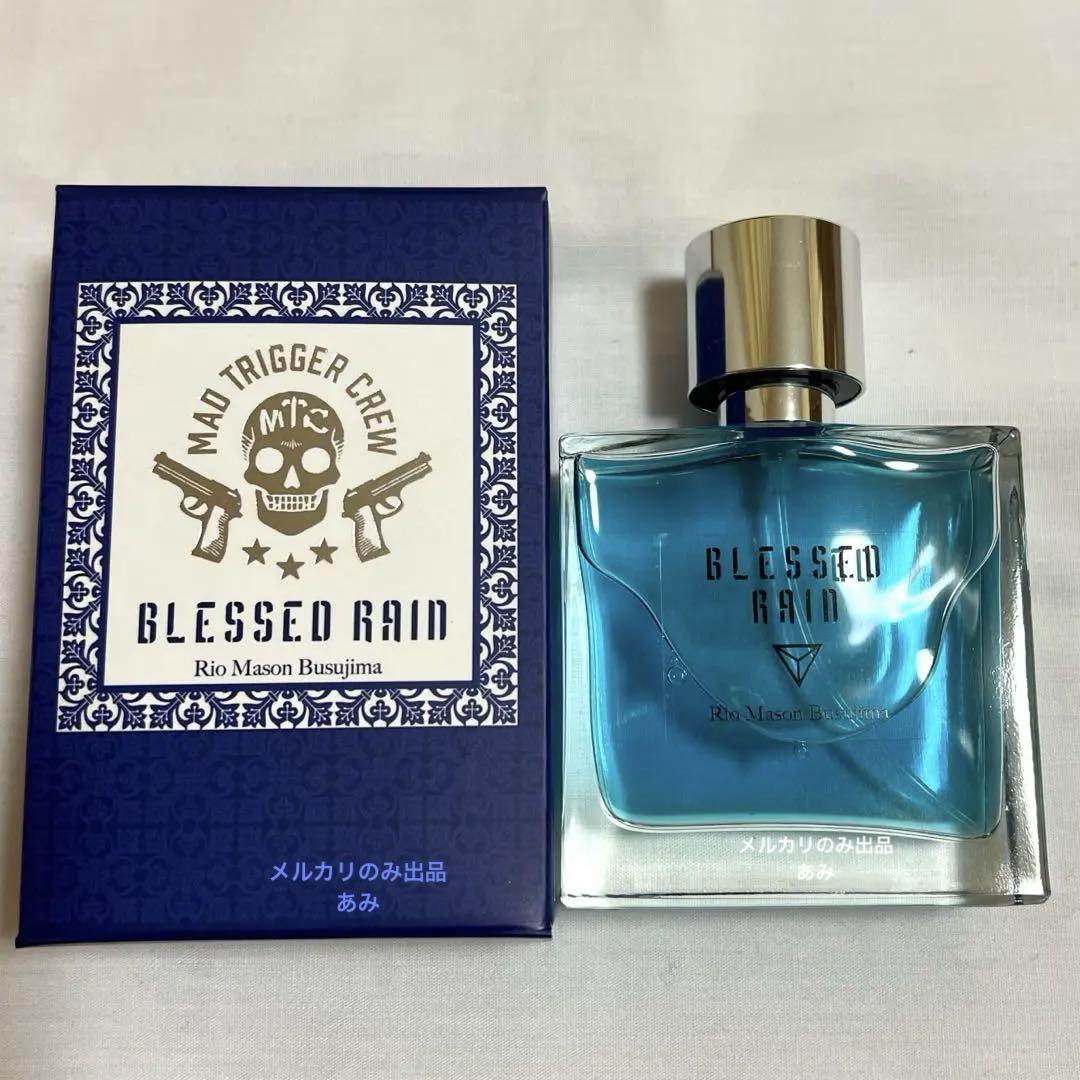 MAD TRIGGER CREW
MTC
BLESSED RAIN
Rio Mason Busujima
メルカリのみ出品
あみ
BLESSED
RAIN
Rio Mason Busujima
メルカリのみ出品
あみ